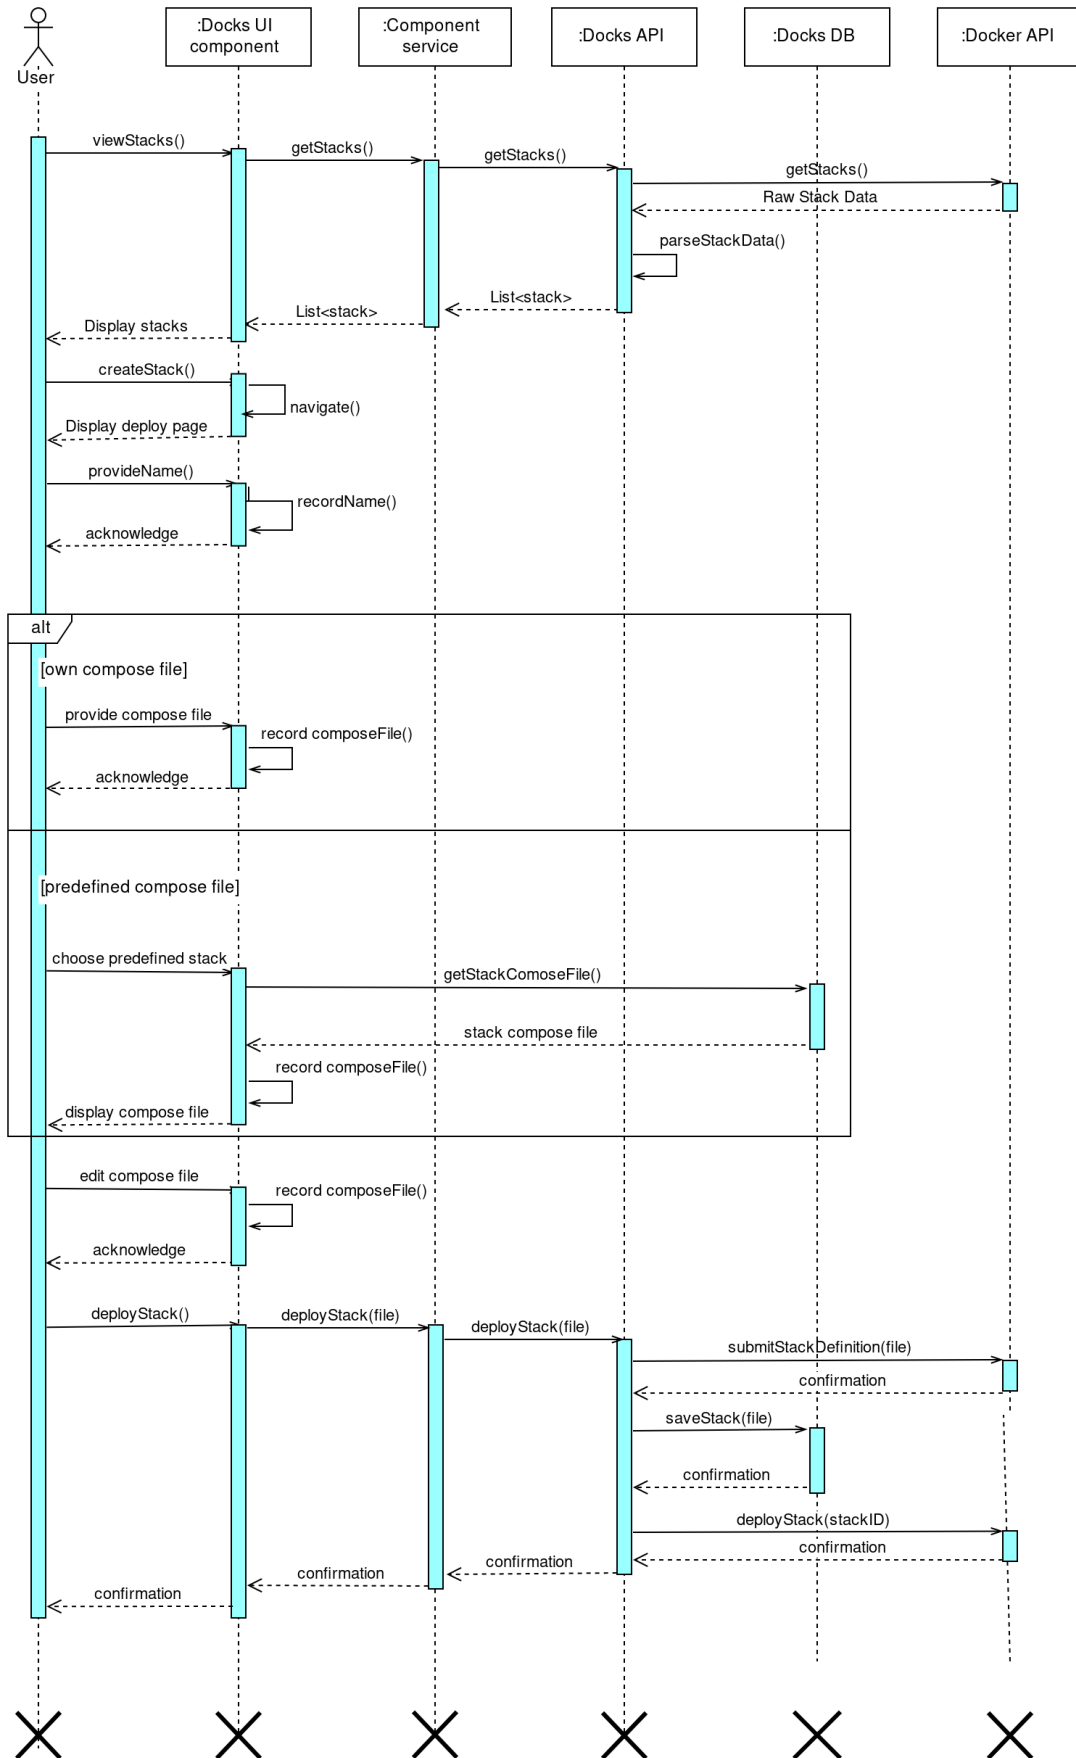 User
:Docks UI
component
:Component
service
:Docks API
:Docks DB
:Docker API
viewStacks()
getStacks()
getStacks()
getStacks()
Raw Stack Data
parseStackData()
List<stack>
List<stack>
Display stacks
createStack()
navigate()
Display deploy page
provideName()
recordName()
acknowledge
alt
[own compose file]
provide compose file
record composeFile()
acknowledge
[predefined compose file]
choose predefined stack
getStackComoseFile()
stack compose file
record composeFile()
display compose file
edit compose file
record composeFile()
acknowledge
deployStack()
deployStack(file)
deployStack(file)
submitStackDefinition(file)
confirmation
saveStack(file)
confirmation
deployStack(stackID)
confirmation
confirmation
confirmation
confirmation